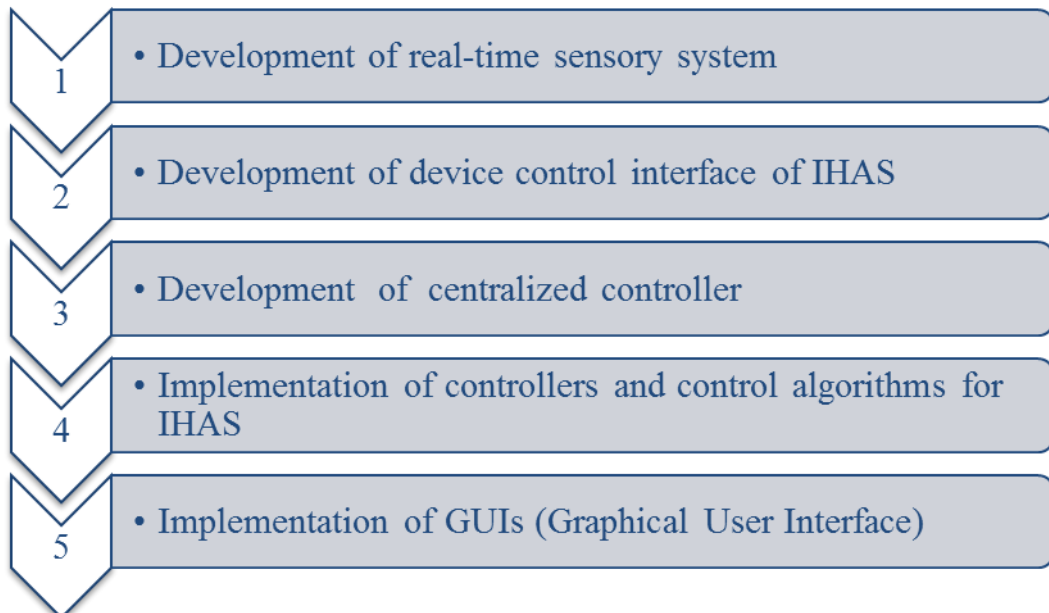 1
• Development of real-time sensory system
2
• Development of device control interface of IHAS
3
• Development of centralized controller
4
• Implementation of controllers and control algorithms for
IHAS
5
• Implementation of GUIs (Graphical User Interface)